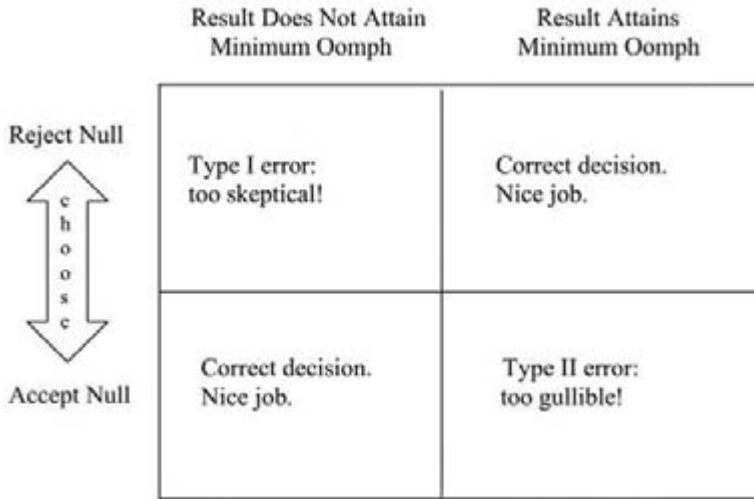 Result Does Not Attain
Minimum Oomph
Result Attains
Minimum Oomph
Reject Null
Type I error:
too skeptical!
Correct decision.
Nice job.
choose
Accept Null
Correct decision.
Nice job.
Type II error:
too gullible!